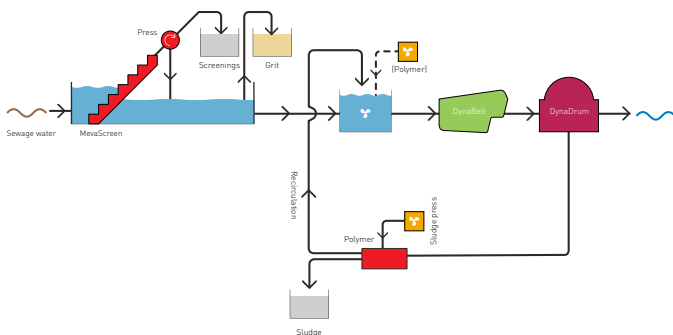 Press
Screenings
Grit
(Polymer)
DynaBelt
DynaDrum
Sewage water
MevaScreen
Recirculation
Sludge press
Polymer
Sludge